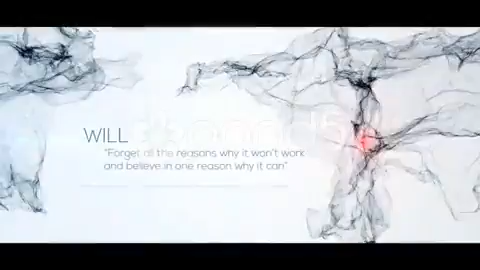 WILL
"Forget all the reasons why it won't work
and believe in one reason why it can"